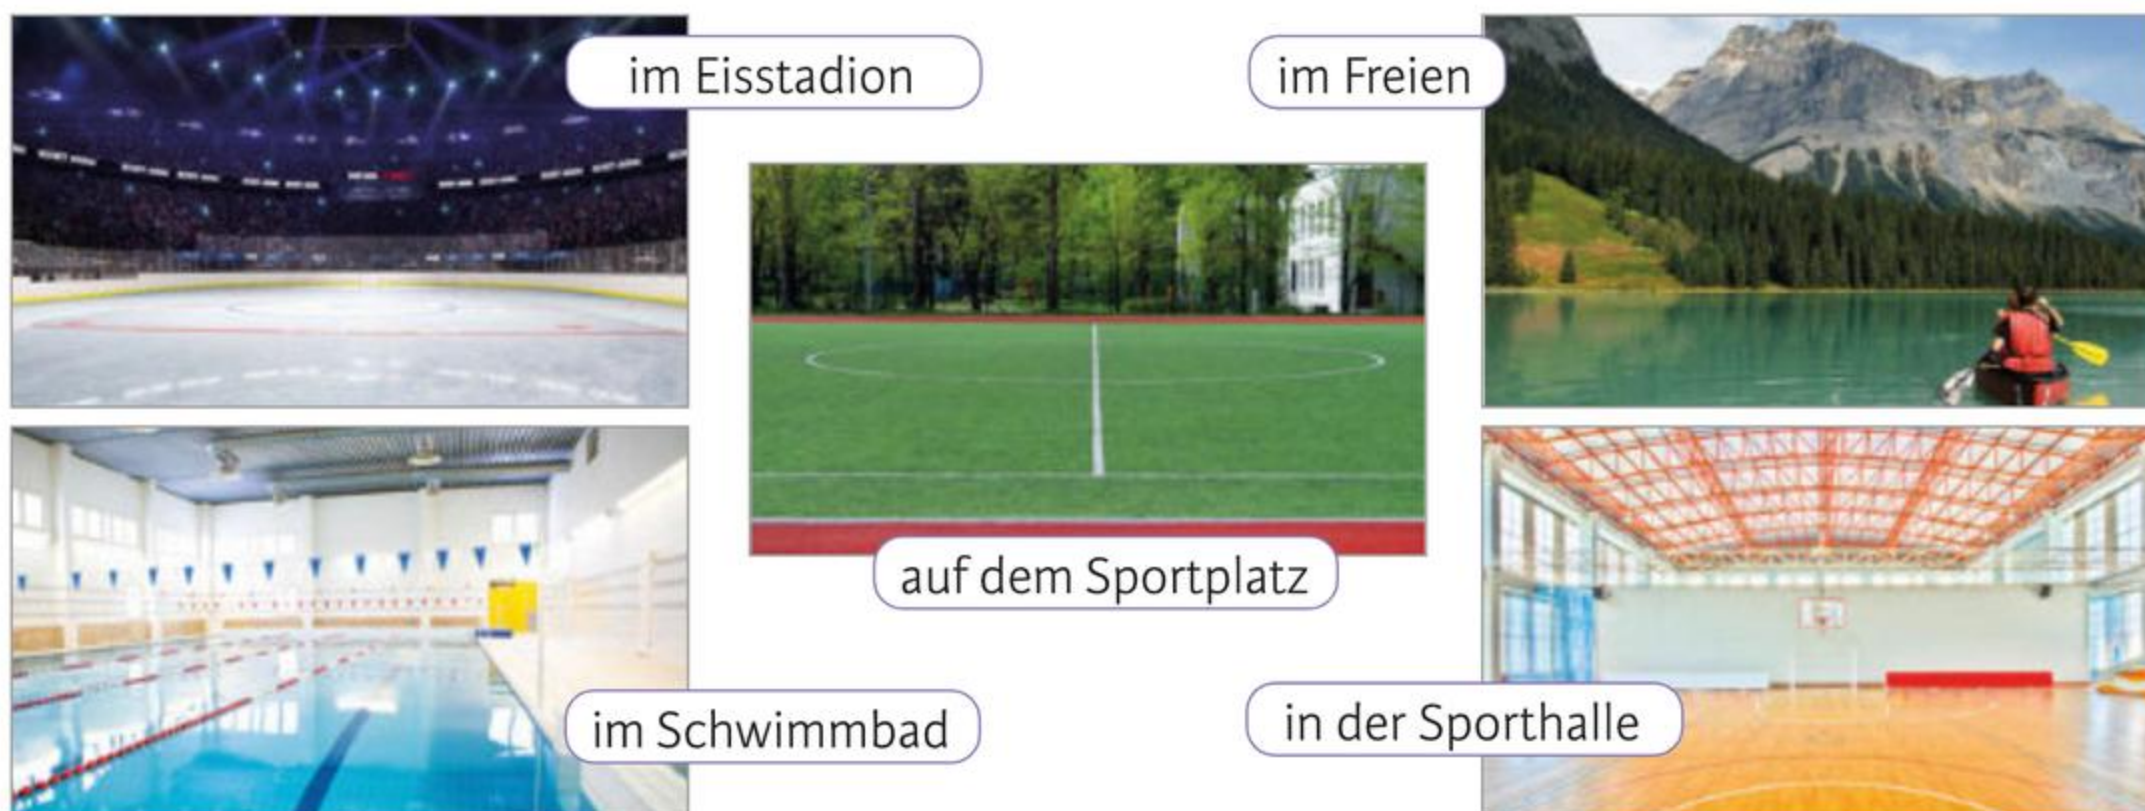 im Eisstadion
im Freien
auf dem Sportplatz
im Schwimmbad
in der Sporthalle